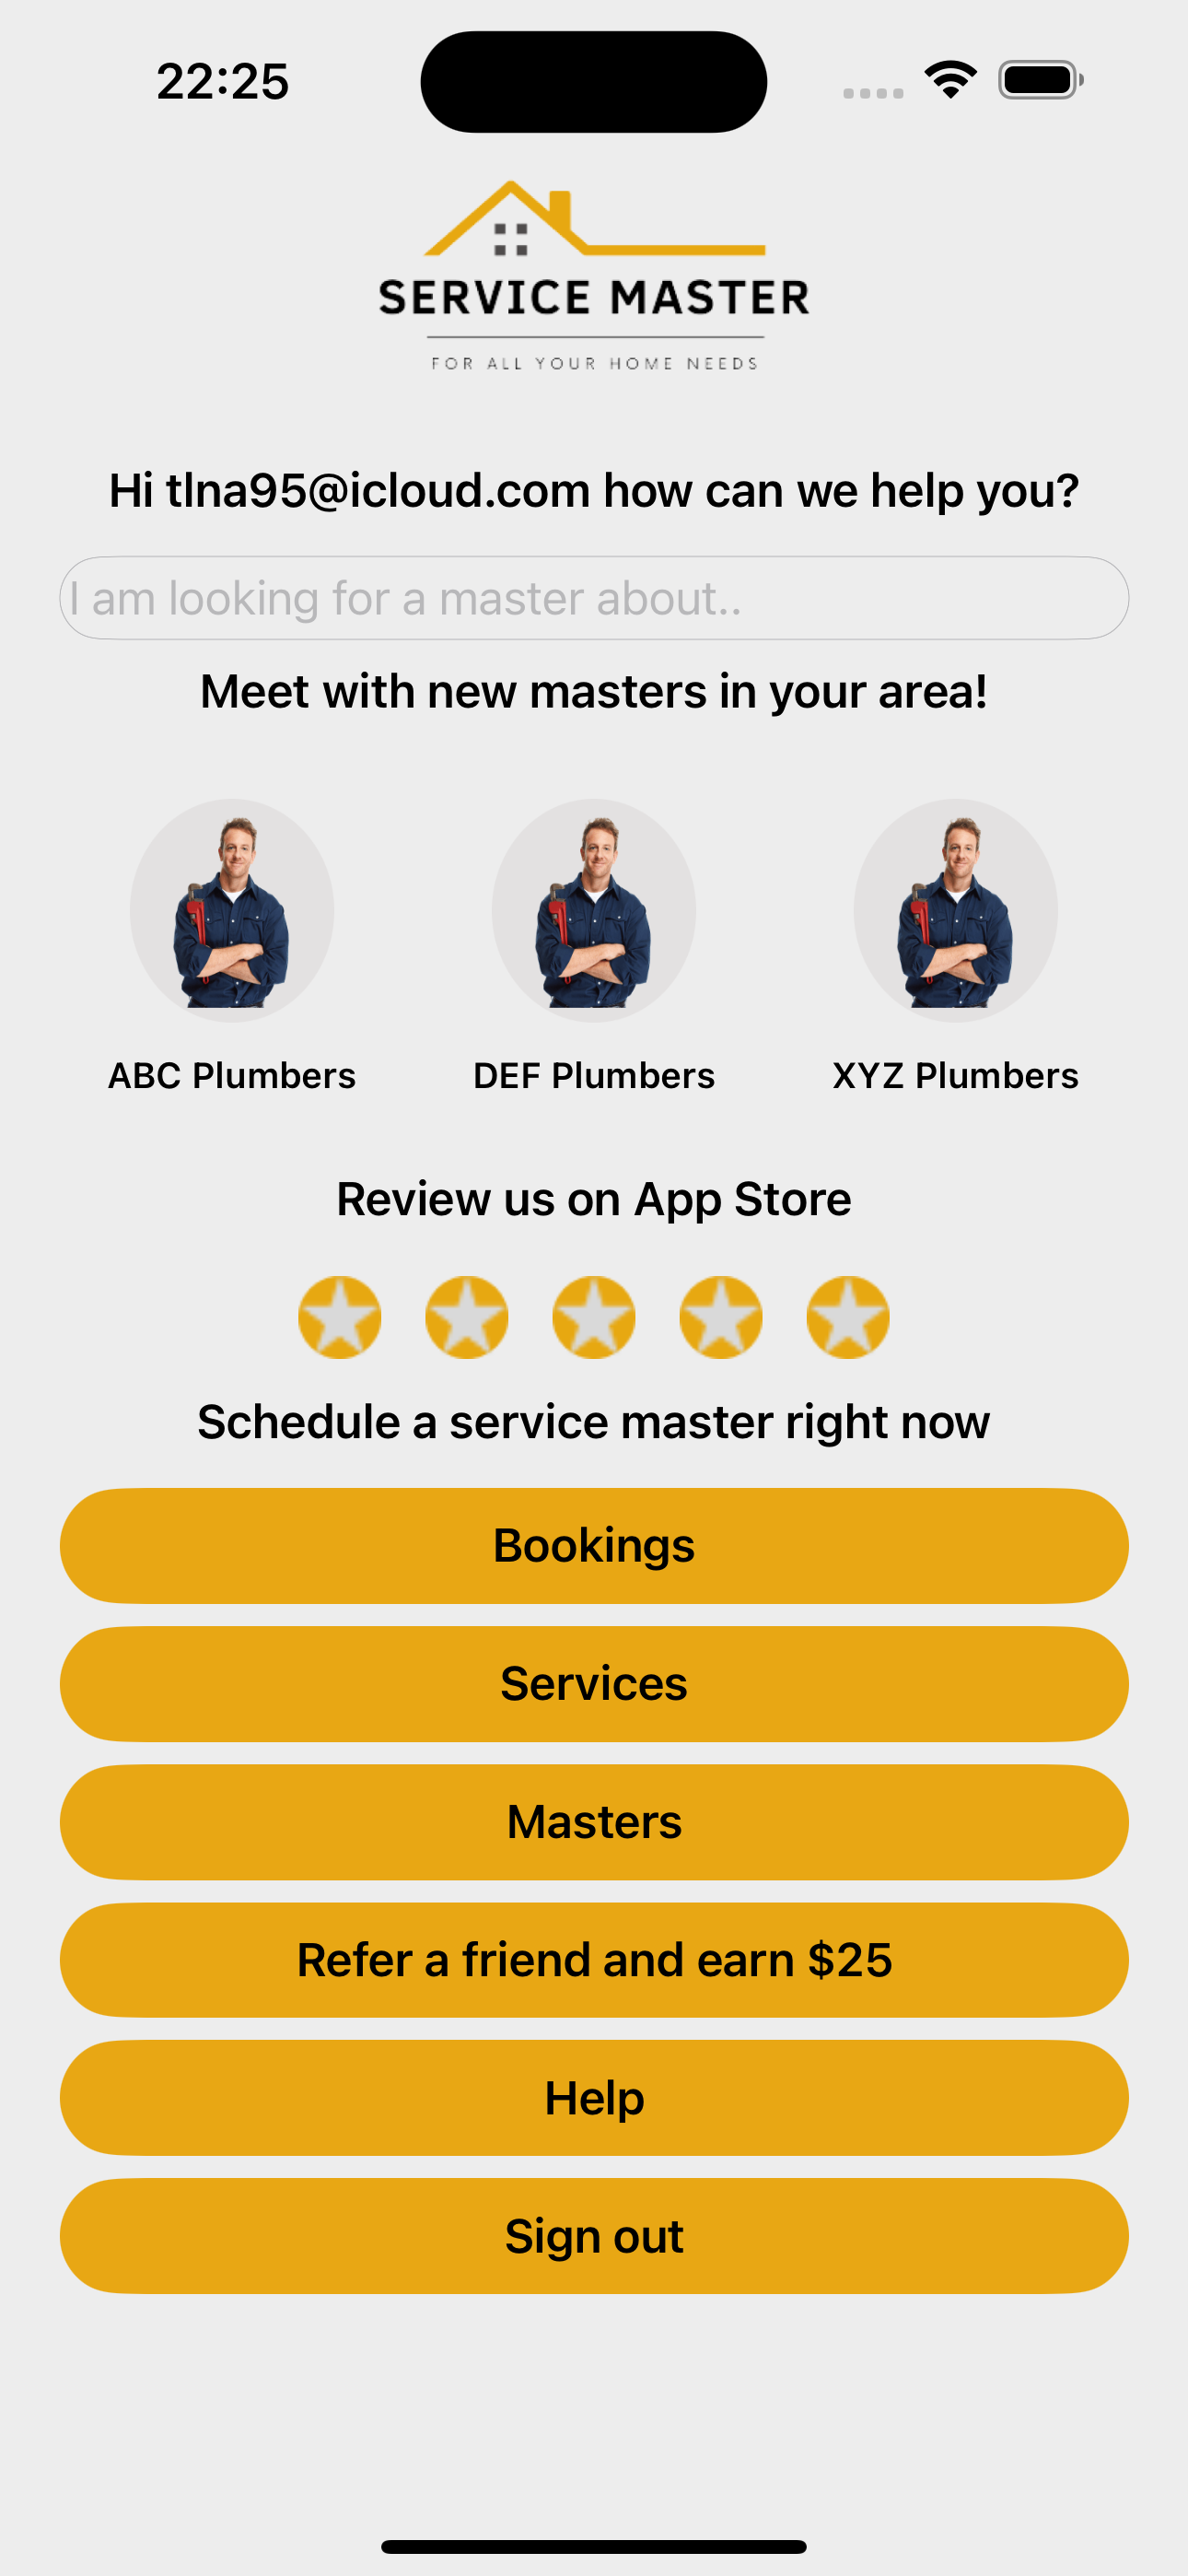 22:25
SERVICE MASTER
FOR ALL YOUR HOME NEEDS
Hi tlna95@icloud.com how can we help you?
I am looking for a master about..
Meet with new masters in your area!
ABC Plumbers
DEF Plumbers
XYZ Plumbers
Review us on App Store
Schedule a service master right now
Bookings
Services
Masters
Refer a friend and earn $25
Help
Sign out